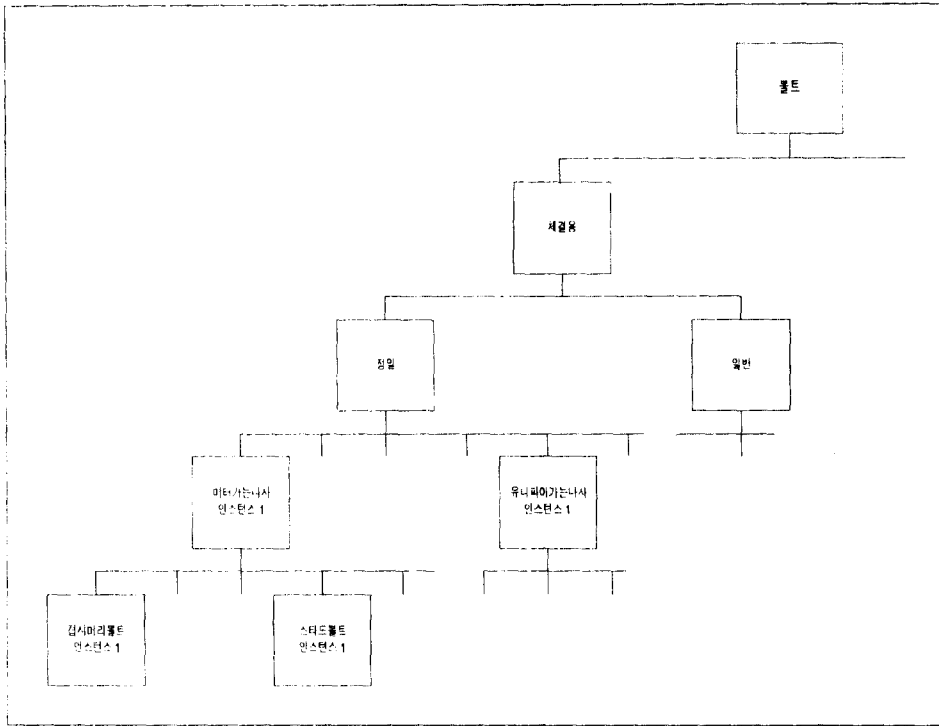 볼트
체결용
정밀
일반
미터가는나사
인스턴스 1
유니파이가는나사
인스턴스 1
접시머리볼트
인스턴스 1
스터드볼트
인스턴스 1